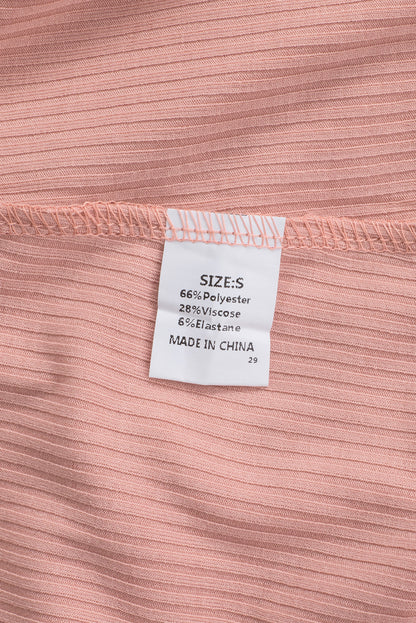 SIZE:S
66%Polyester
28%Viscose
6%Elastane
MADE IN CHINA
29